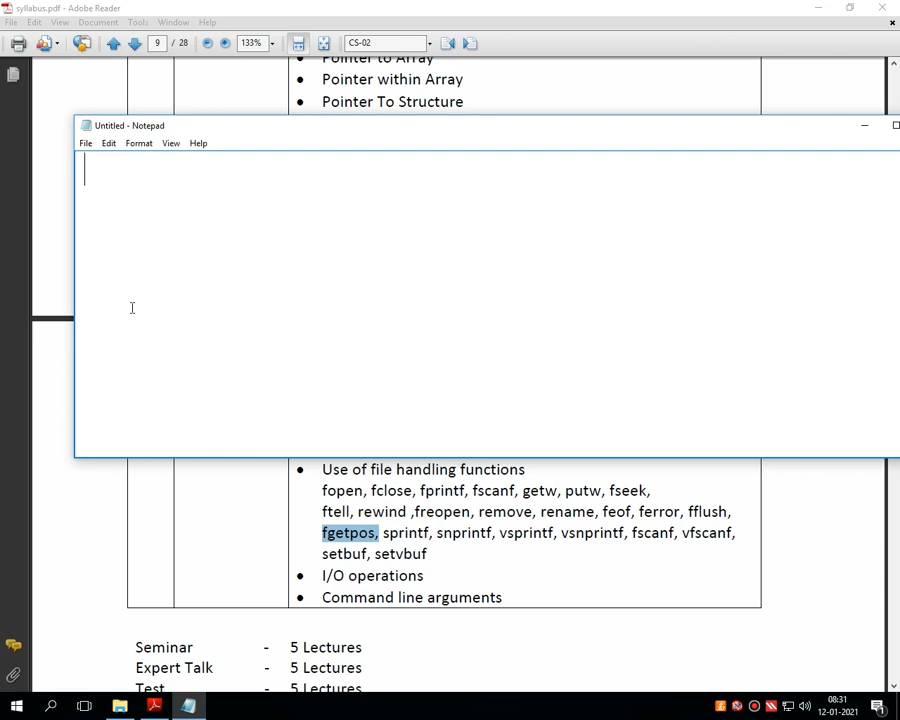 syllabus.pdf - Adobe Reader
File Edit View Document Tools Window Help
9 / 28 133% CS-02
Pointer to Array
• Pointer within Array
• Pointer To Structure
Untitled - Notepad
File Edit Format View Help
• Use of file handling functions
fopen, fclose, fprintf, fscanf, getw, putw, fseek,
ftell, rewind ,freopen, remove, rename, feof, ferror, fflush,
fgetpos, sprintf, snprintf, vsprintf, vsnprintf, fscanf, vfscanf,
setbuf, setvbuf
• I/O operations
• Command line arguments
Seminar - 5 Lectures
Expert Talk - 5 Lectures
Test - 5 Lectures
08:31
12-01-2021